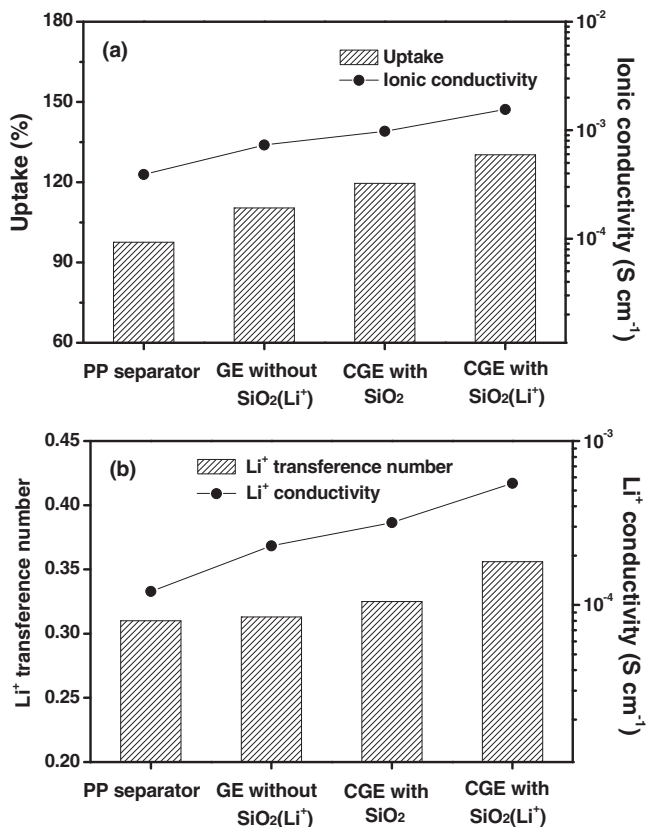 (a)
Uptake
Ionic conductivity
Uptake (%)
180
150
120
90
60
Ionic conductivity (S cm⁻¹)
10⁻²
10⁻³
10⁻⁴
PP separator
GE without
SiO₂(Li⁺)
CGE with
SiO₂
CGE with
SiO₂(Li⁺)
(b)
Li⁺ transference number
Li⁺ conductivity
Li⁺ transference number
0.45
0.40
0.35
0.30
0.25
0.20
Li⁺ conductivity (S cm⁻¹)
10⁻³
10⁻⁴
PP separator
GE without
SiO₂(Li⁺)
CGE with
SiO₂
CGE with
SiO₂(Li⁺)